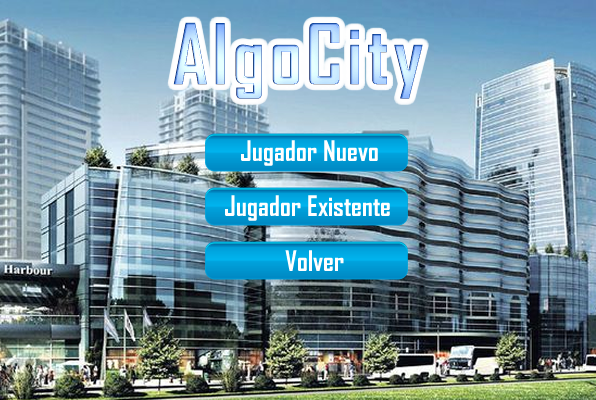 AlgoCity
Jugador Nuevo
Jugador Existente
Volver
Harbour